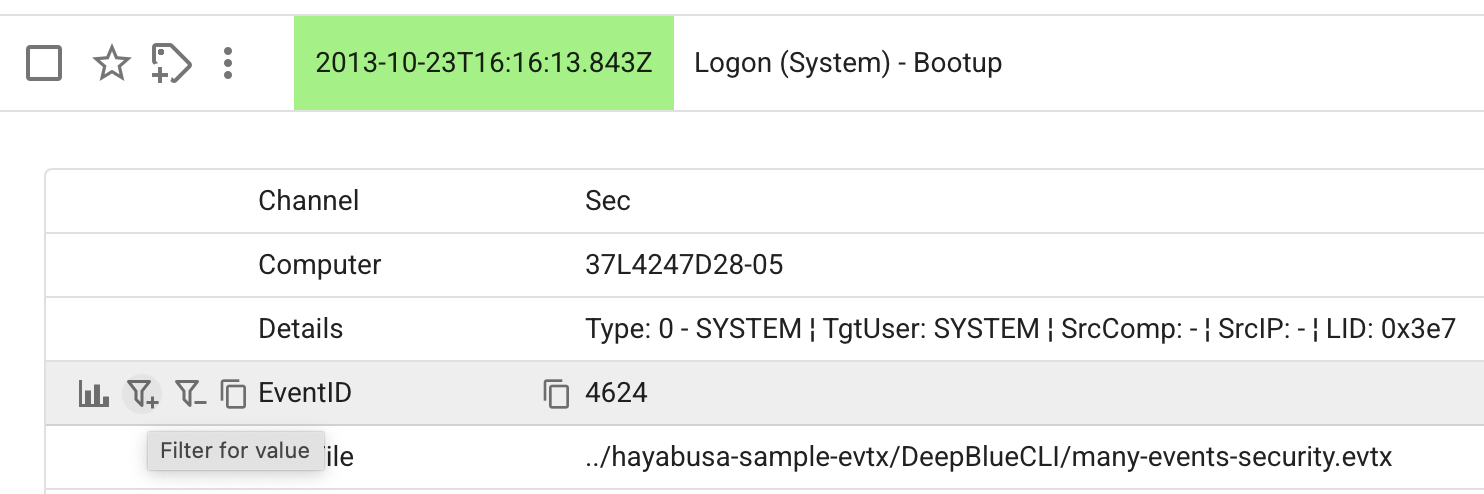 2013-10-23T16:16:13.843Z Logon (System) - Bootup
Channel Sec
Computer 37L4247D28-05
Details Type: 0 - SYSTEM ¦ TgtUser: SYSTEM ¦ SrcComp: - ¦ SrcIP: - ¦ LID: 0x3e7
EventID 4624
Filter for value ile ../hayabusa-sample-evtx/DeepBlueCLI/many-events-security.evtx